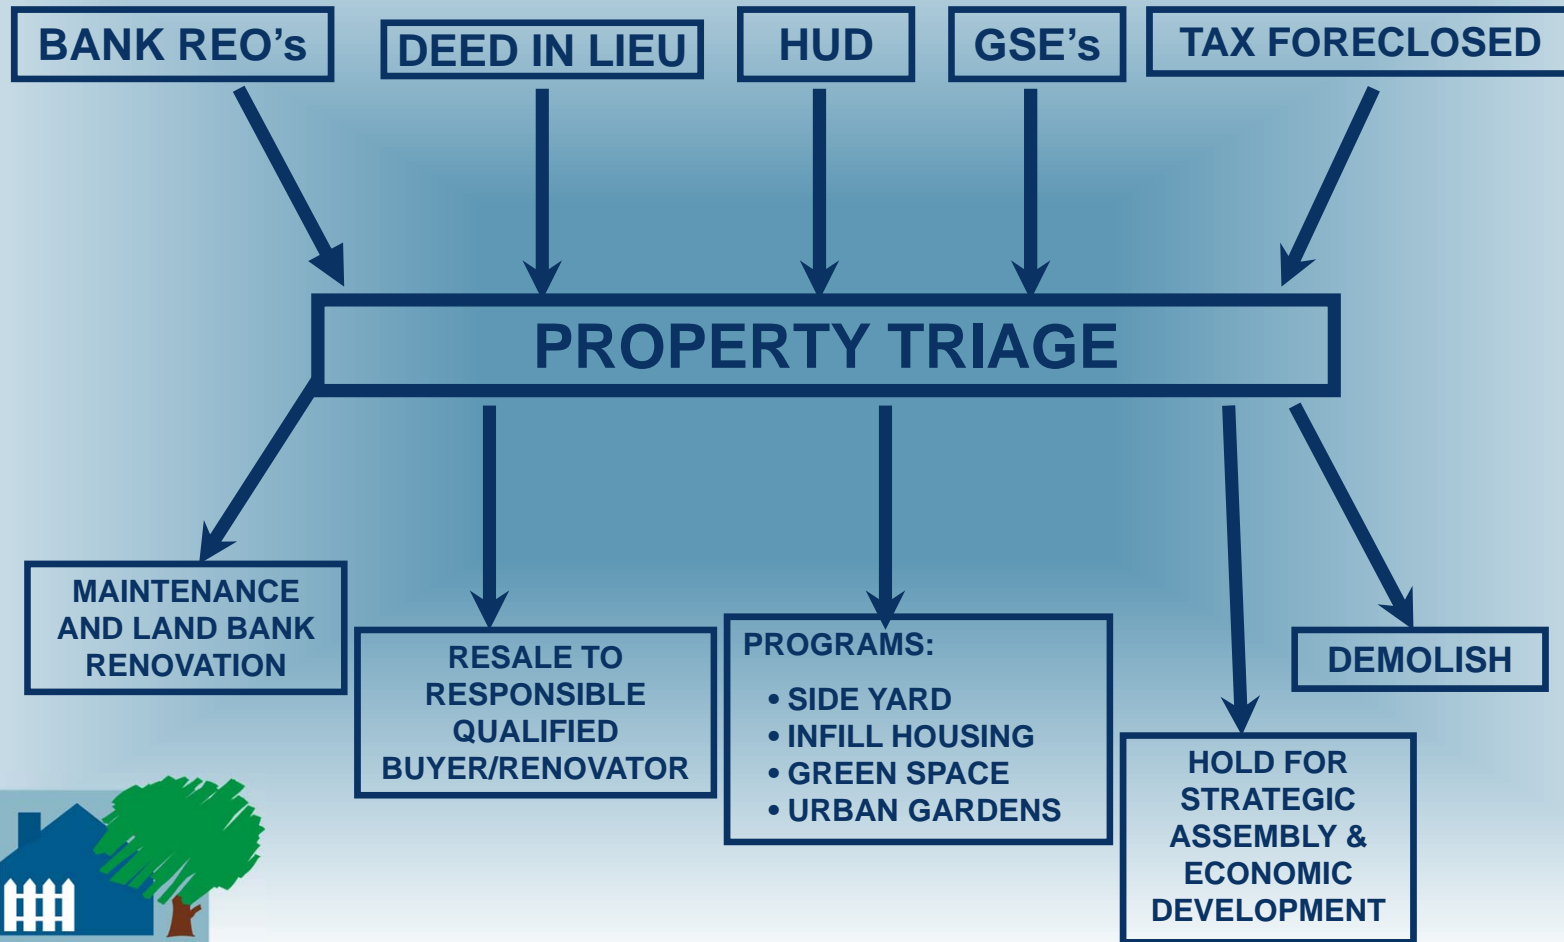 BANK REO's
DEED IN LIEU
HUD
GSE's
TAX FORECLOSED
PROPERTY TRIAGE
MAINTENANCE
AND LAND BANK
RENOVATION
RESALE TO
RESPONSIBLE
QUALIFIED
BUYER/RENOVATOR
PROGRAMS:
• SIDE YARD
• INFILL HOUSING
• GREEN SPACE
• URBAN GARDENS
HOLD FOR
STRATEGIC
ASSEMBLY &
ECONOMIC
DEVELOPMENT
DEMOLISH